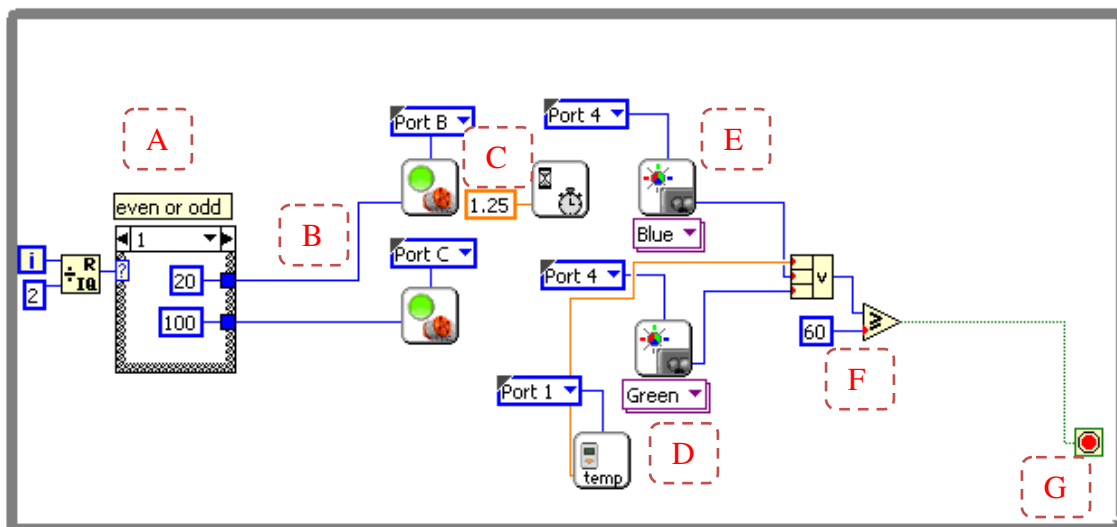 A
Port B
Port 4
C
E
even or odd
1
B
1.25
i
÷ R
IQ
?
20
Port C
Blue
2
100
Port 4
V
60
≥
F
Port 1
Green
D
temp
G